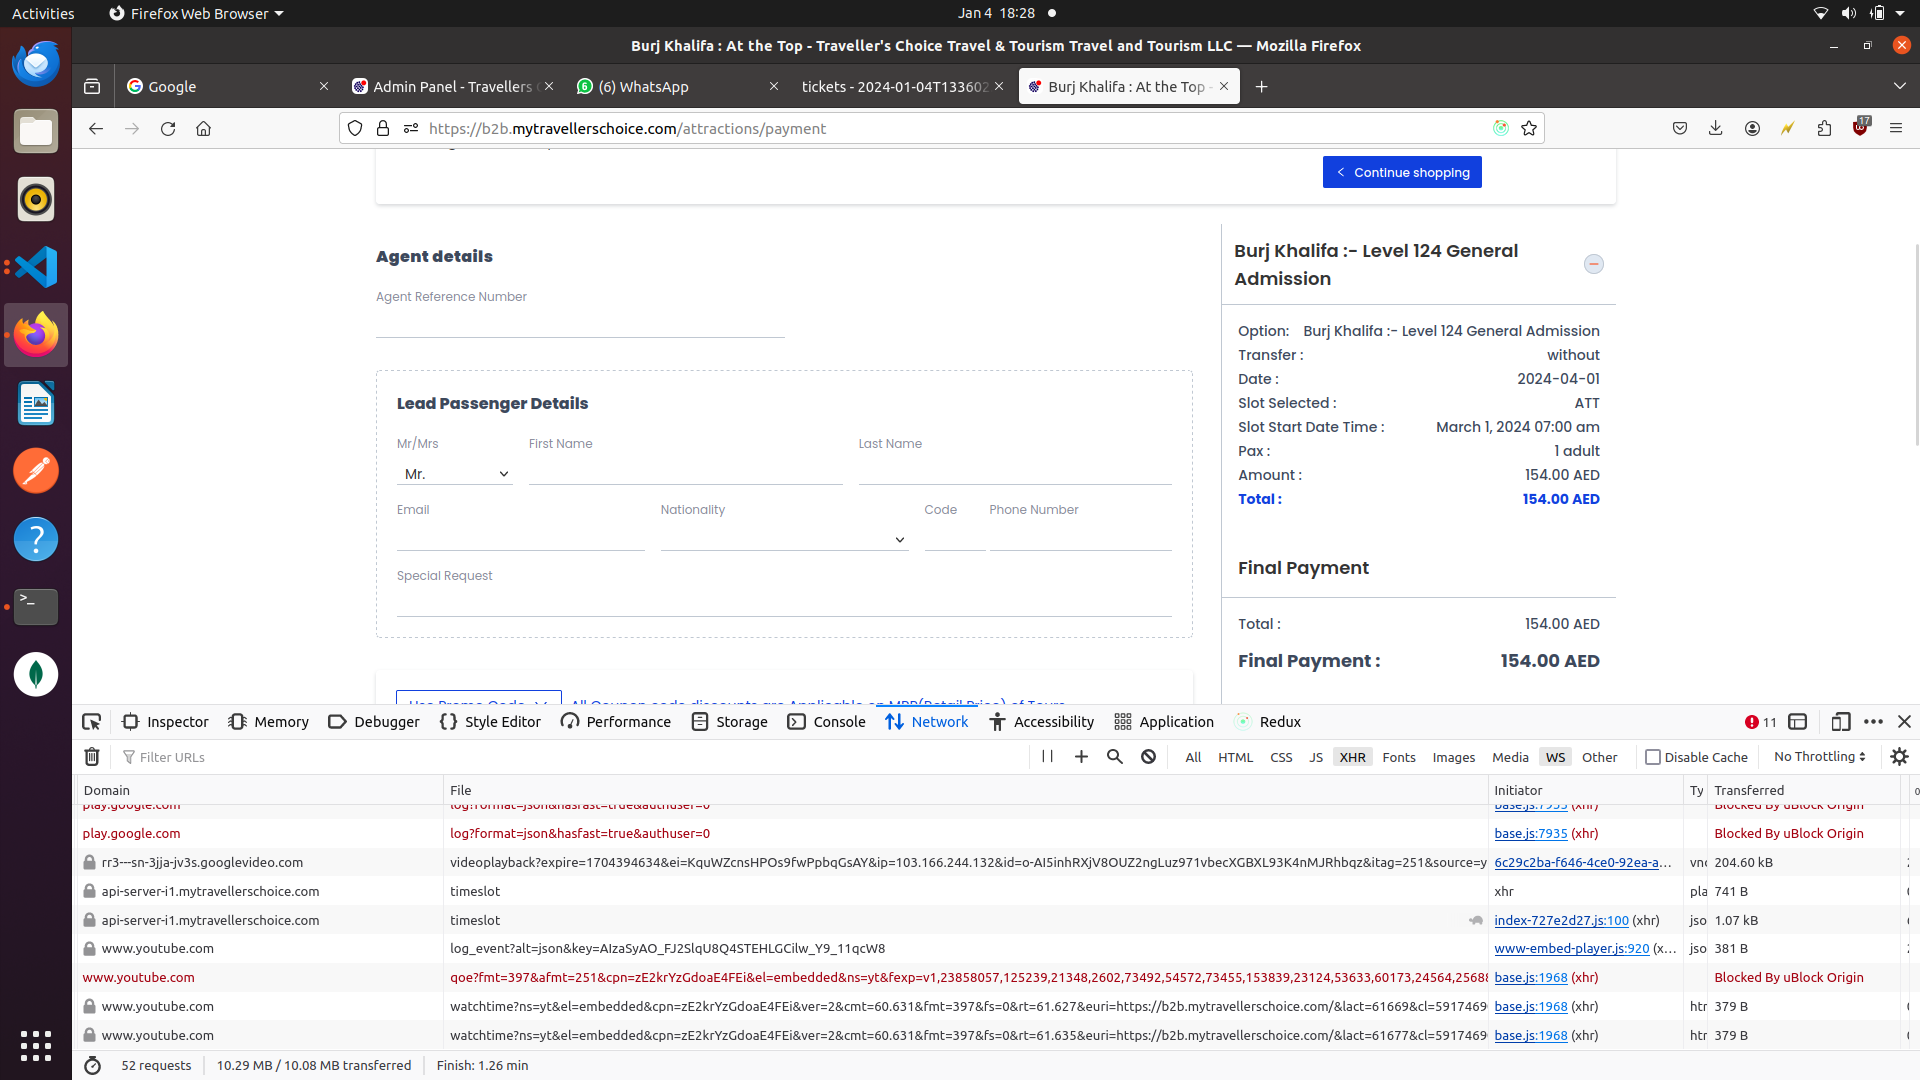 Activities
Firefox Web Browser
Jan 4 18:28
Burj Khalifa : At the Top - Traveller's Choice Travel & Tourism Travel and Tourism LLC — Mozilla Firefox
Google
Admin Panel - Travellers
6
(6) WhatsApp
tickets - 2024-01-04T133602
Burj Khalifa : At the Top -
https://b2b.mytravellerschoice.com/attractions/payment
17
Continue shopping
Agent details
Agent Reference Number
Lead Passenger Details
Mr/Mrs
First Name
Last Name
Mr.
Email
Nationality
Code
Phone Number
Special Request
Use Promo Code
All Coupon code discounts are Applicable on MRP(Retail Price) of Tours
Burj Khalifa :- Level 124 General Admission
Option: Burj Khalifa :- Level 124 General Admission
Transfer : without
Date : 2024-04-01
Slot Selected : ATT
Slot Start Date Time : March 1, 2024 07:00 am
Pax : 1 adult
Amount : 154.00 AED
Total : 154.00 AED
Final Payment
Total : 154.00 AED
Final Payment : 154.00 AED
Inspector
Memory
Debugger
Style Editor
Performance
Storage
Console
Network
Accessibility
Application
Redux
11
Filter URLs
All
HTML
CSS
JS
XHR
Fonts
Images
Media
WS
Other
Disable Cache
No Throttling
Domain File Initiator Ty Transferred
play.google.com log?format=json&hasfast=true&authuser=0 base.js:7935 (xhr) Blocked By uBlock Origin
play.google.com log?format=json&hasfast=true&authuser=0 base.js:7935 (xhr) Blocked By uBlock Origin
rr3---sn-3jja-jv3s.googlevideo.com videoplayback?expire=1704394634&ei=KquWZcnsHPOs9fwPpbqGsAY&ip=103.166.244.132&id=o-AI5inhRXjV8OUZ2ngLuz971vbecXGBXL93K4nMJRhbqz&itag=251&source=y 6c29c2ba-f646-4ce0-92ea-a... vnd 204.60 kB
api-server-i1.mytravellerschoice.com timeslot xhr pla 741 B
api-server-i1.mytravellerschoice.com timeslot index-727e2d27.js:100 (xhr) jso 1.07 kB
www.youtube.com log_event?alt=json&key=AIzaSyAO_FJ2SlqU8Q4STEHLGCilw_Y9_11qcW8 www-embed-player.js:920 (x... jso 381 B
www.youtube.com qoe?fmt=397&afmt=251&cpn=zE2krYzGdoaE4FEi&el=embedded&ns=yt&fexp=v1,23858057,125239,21348,2602,73492,54572,73455,153839,23124,53633,60173,24564,25688 base.js:1968 (xhr) Blocked By uBlock Origin
www.youtube.com watchtime?ns=yt&el=embedded&cpn=zE2krYzGdoaE4FEi&ver=2&cmt=60.631&fmt=397&fs=0&rt=61.627&euri=https://b2b.mytravellerschoice.com/&lact=61669&cl=5917469 base.js:1968 (xhr) htr 379 B
www.youtube.com watchtime?ns=yt&el=embedded&cpn=zE2krYzGdoaE4FEi&ver=2&cmt=60.631&fmt=397&fs=0&rt=61.635&euri=https://b2b.mytravellerschoice.com/&lact=61677&cl=5917469 base.js:1968 (xhr) htr 379 B
52 requests
10.29 MB / 10.08 MB transferred
Finish: 1.26 min